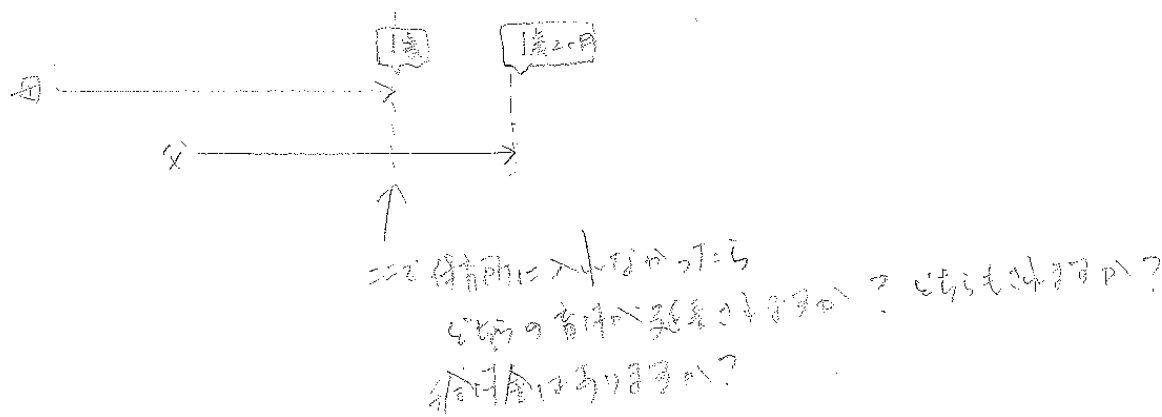 1歳
1歳2ヶ月
母
父
ここで保育所に入れなかったら
どちらの育休が延長されますか？どちらもされますか？
給付金はありますか？